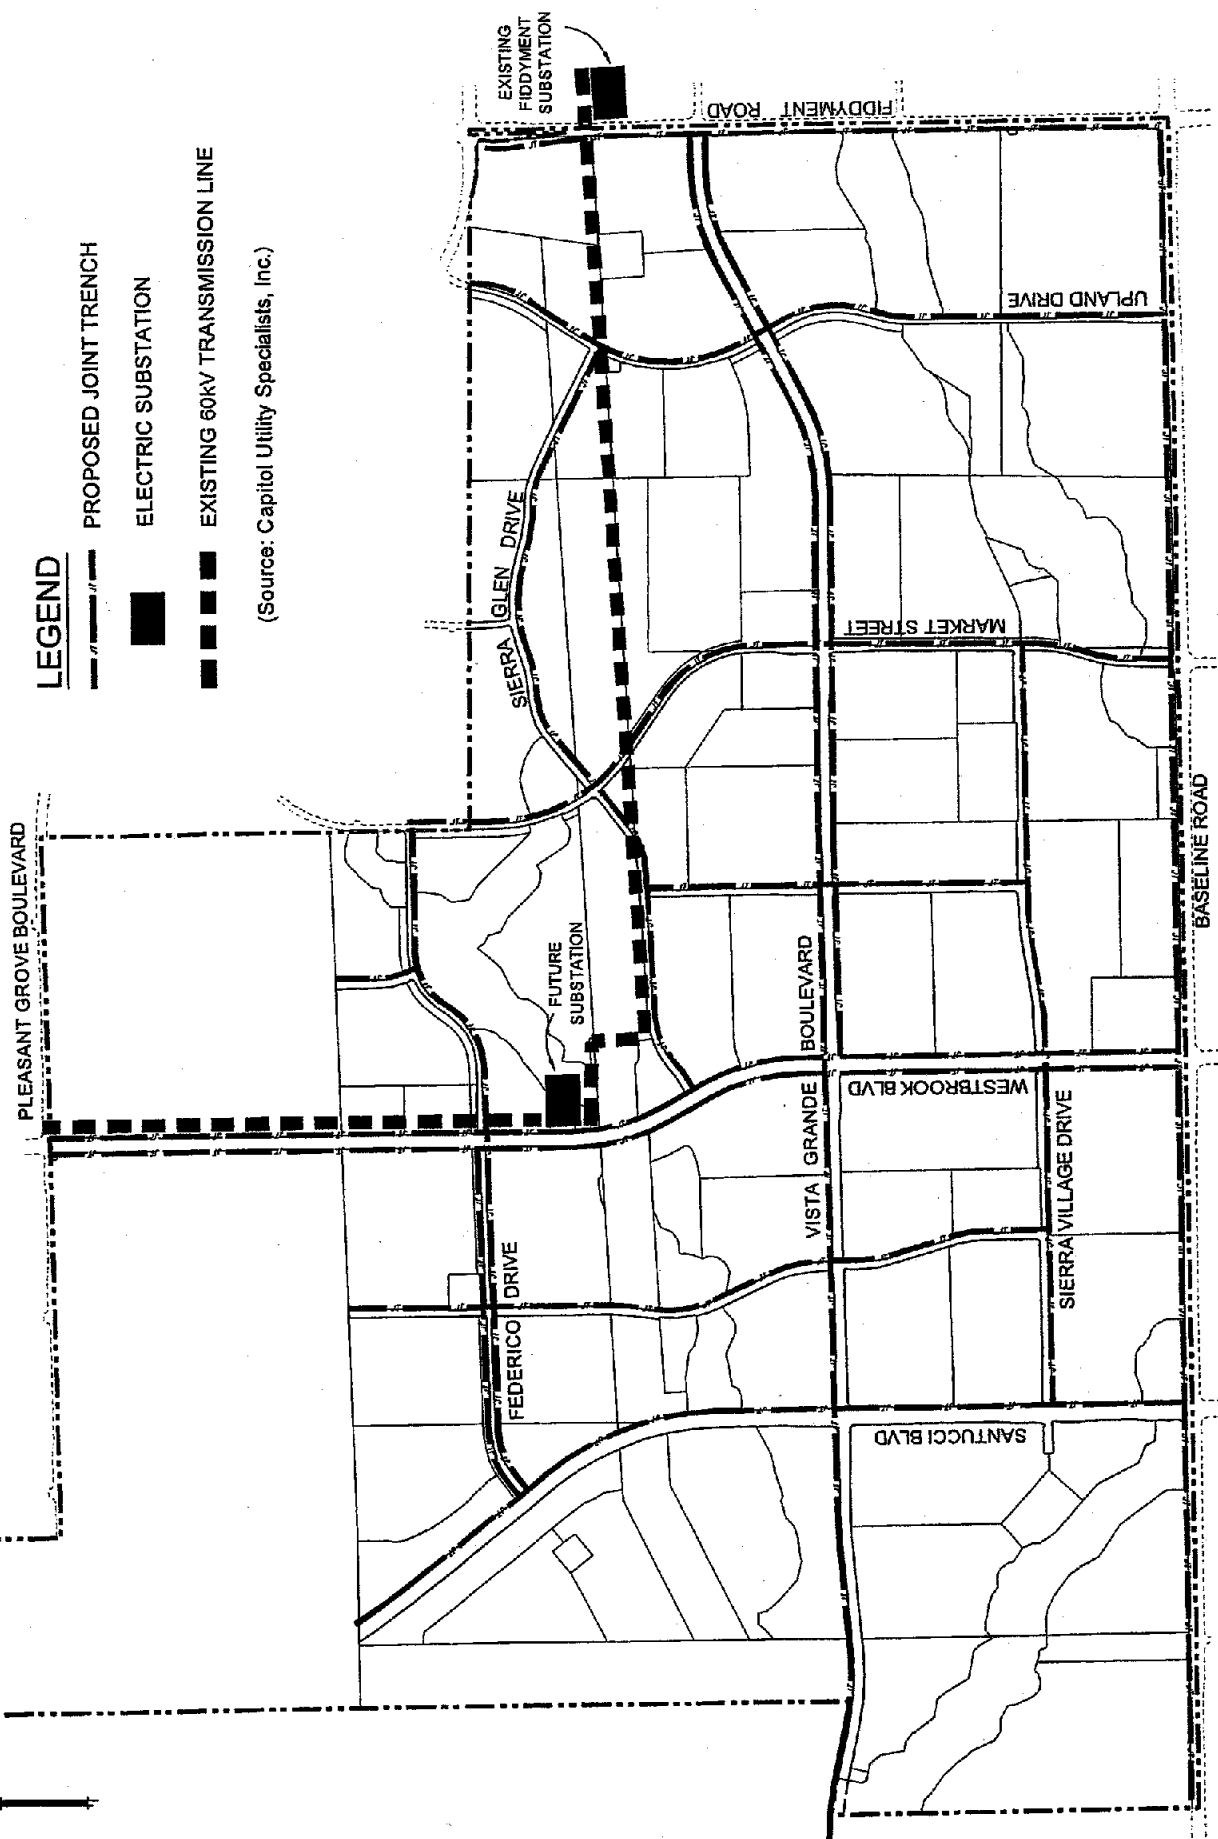 LEGEND
PROPOSED JOINT TRENCH
ELECTRIC SUBSTATION
EXISTING 60kV TRANSMISSION LINE
(Source: Capitol Utility Specialists, Inc.)
EXISTING
FIDDYMENT
SUBSTATION
FIDDYMENT ROAD
PLEASANT GROVE BOULEVARD
SIERRA GLEN DRIVE
UPLAND DRIVE
MARKET STREET
FUTURE
SUBSTATION
VISTA GRANDE BOULEVARD
WESTBROOK BLVD
FEDERICO DRIVE
SIERRA VILLAGE DRIVE
SANTUCCI BLVD
BASELINE ROAD